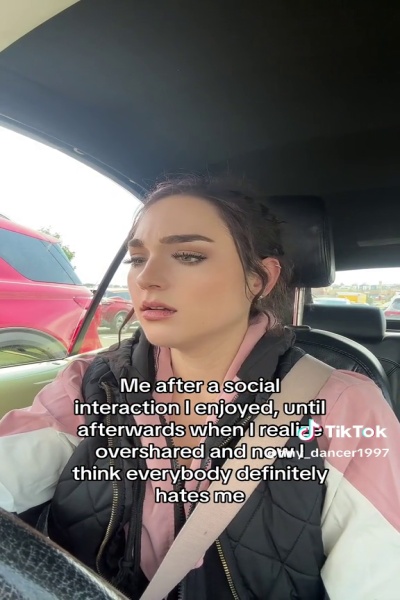 Me after a social
interaction I enjoyed, until
afterwards when I realize
overshared and now I
think everybody definitely
hates me
TikTok